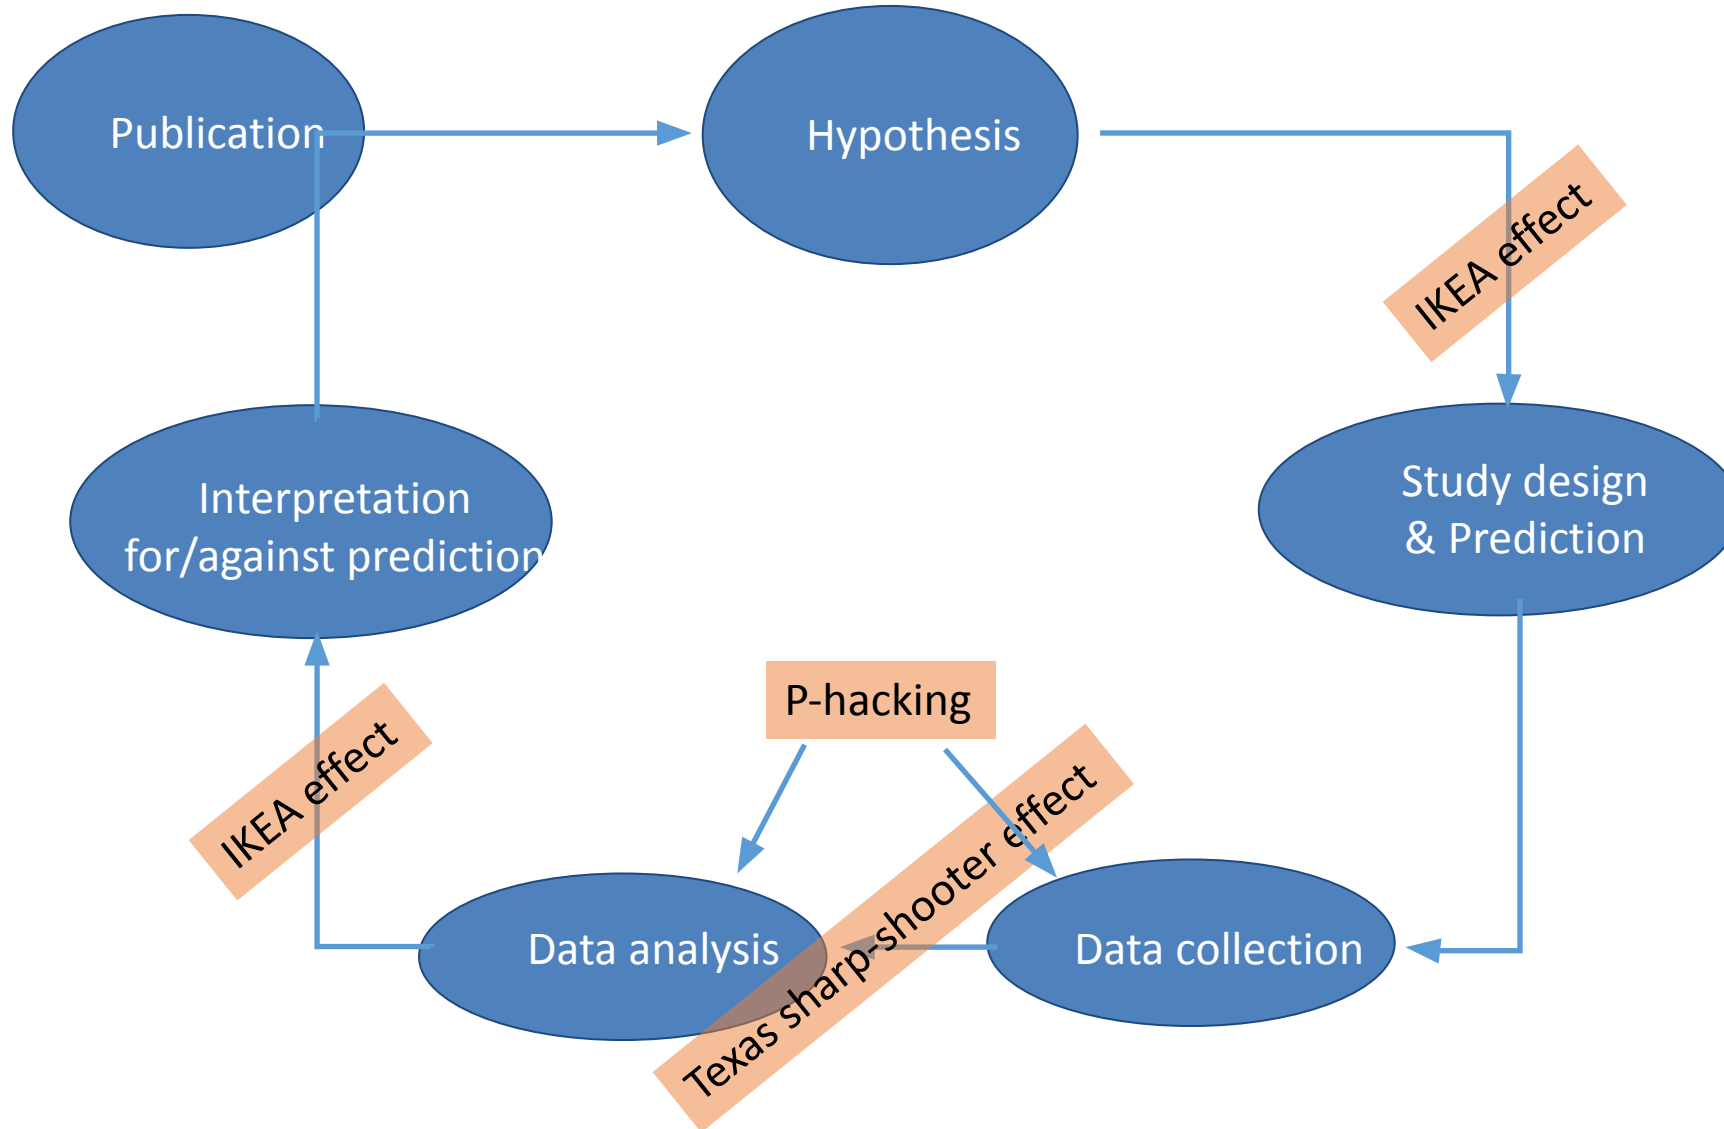 Publication
Hypothesis
IKEA effect
Interpretation
for/against prediction
Study design
& Prediction
P-hacking
IKEA effect
Texas sharp-shooter effect
Data analysis
Data collection